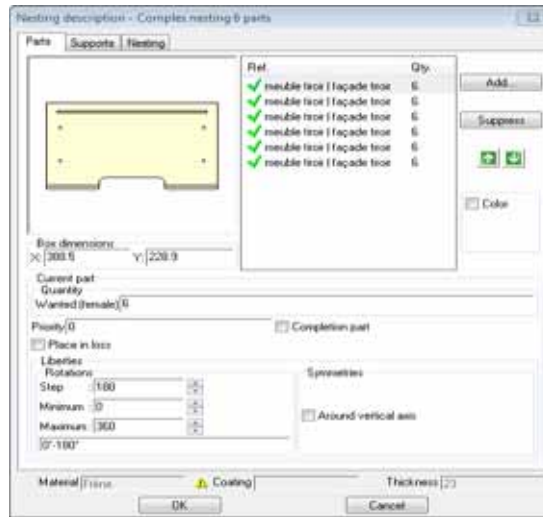 Nesting description - Complex nesting 6 parts
Parts Supports Nesting
Ref. Qty.
meuble tiroir | façade tiroir 6
meuble tiroir | façade tiroir 6
meuble tiroir | façade tiroir 6
meuble tiroir | façade tiroir 6
meuble tiroir | façade tiroir 6
meuble tiroir | façade tiroir 6
Add...
Suppress
Color
Box dimensions
X: 388.5 Y: 228.9
Current part
Quantity
Wanted (female) 6
Priority 0 Completion part
Place in loss
Liberties
Rotations Symmetries
Step : 180
Minimum : 0 Around vertical axis
Maximum : 360
0°-180°
Material Frene Coating Thickness 23
OK Cancel